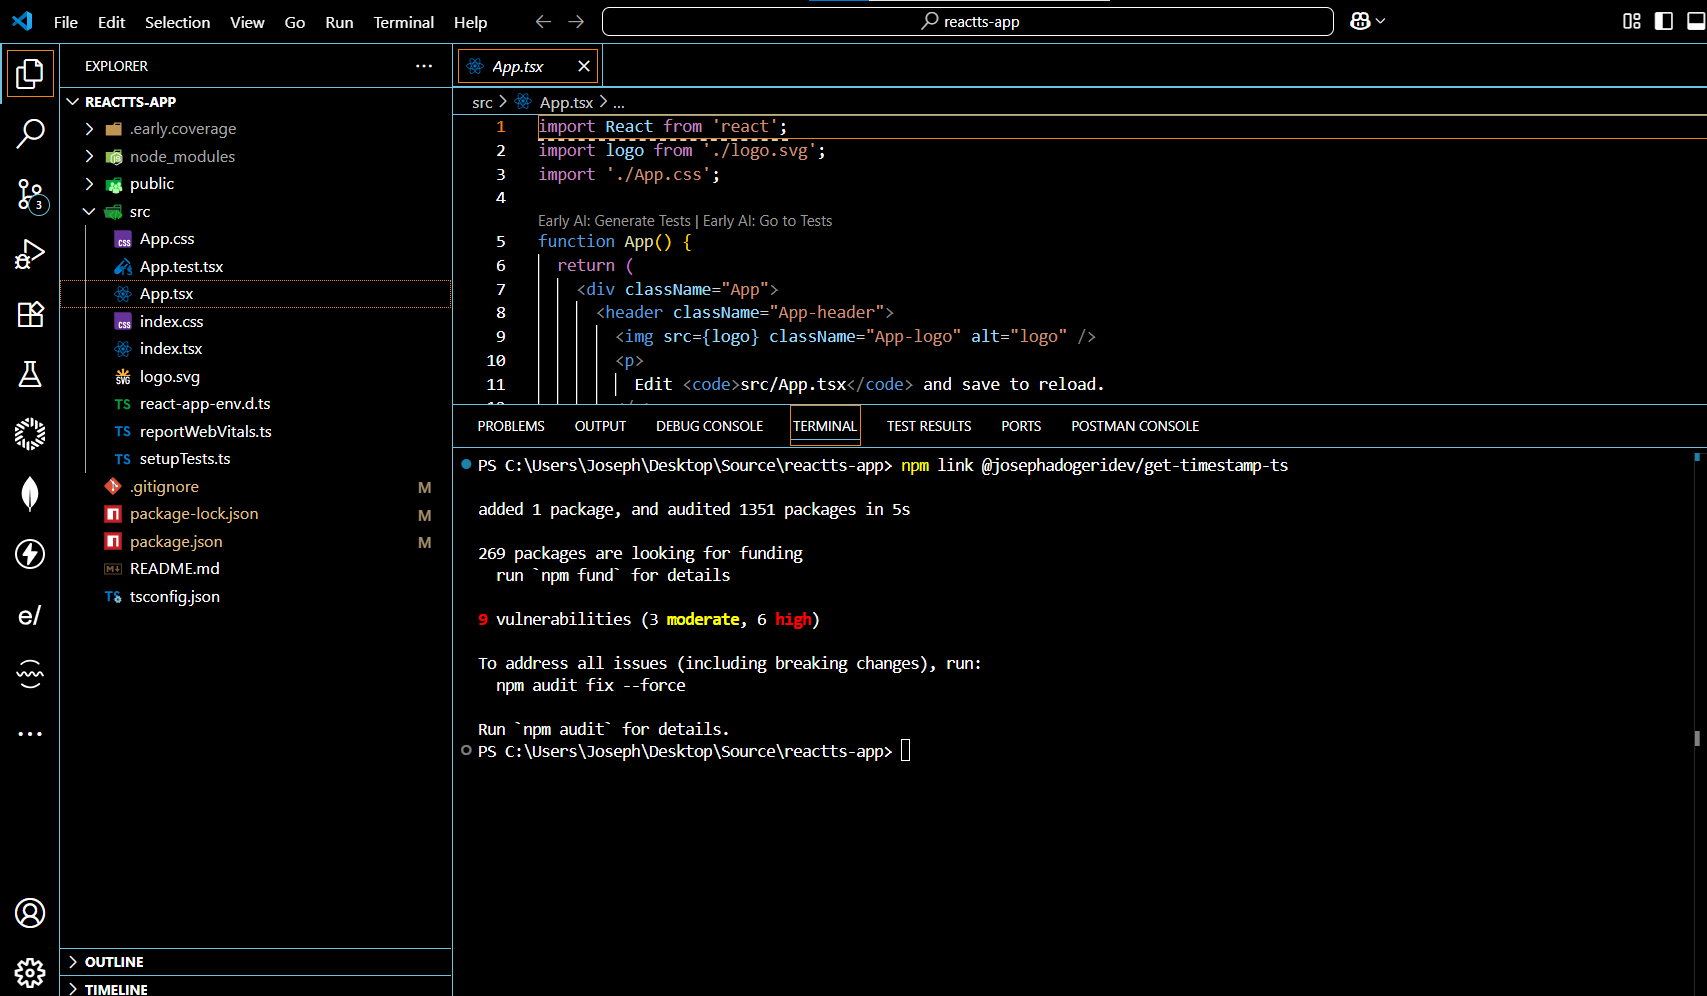 File Edit Selection View Go Run Terminal Help
reactts-app
EXPLORER
REACTTS-APP
.early.coverage
node_modules
public
src
App.css
App.test.tsx
App.tsx
index.css
index.tsx
logo.svg
react-app-env.d.ts
reportWebVitals.ts
setupTests.ts
.gitignore M
package-lock.json M
package.json M
README.md
tsconfig.json
OUTLINE
TIMELINE
3
e/
App.tsx
src > App.tsx > ...
1 import React from 'react';
2 import logo from './logo.svg';
3 import './App.css';
4
Early AI: Generate Tests | Early AI: Go to Tests
5 function App() {
6 return (
7 <div className="App">
8 <header className="App-header">
9 <img src={logo} className="App-logo" alt="logo" />
10 <p>
11 Edit <code>src/App.tsx</code> and save to reload.
PROBLEMS OUTPUT DEBUG CONSOLE TERMINAL TEST RESULTS PORTS POSTMAN CONSOLE
PS C:\Users\Joseph\Desktop\Source\reactts-app> npm link @josephadogeridev/get-timestamp-ts
added 1 package, and audited 1351 packages in 5s
269 packages are looking for funding
run `npm fund` for details
9 vulnerabilities (3 moderate, 6 high)
To address all issues (including breaking changes), run:
npm audit fix --force
Run `npm audit` for details.
PS C:\Users\Joseph\Desktop\Source\reactts-app>